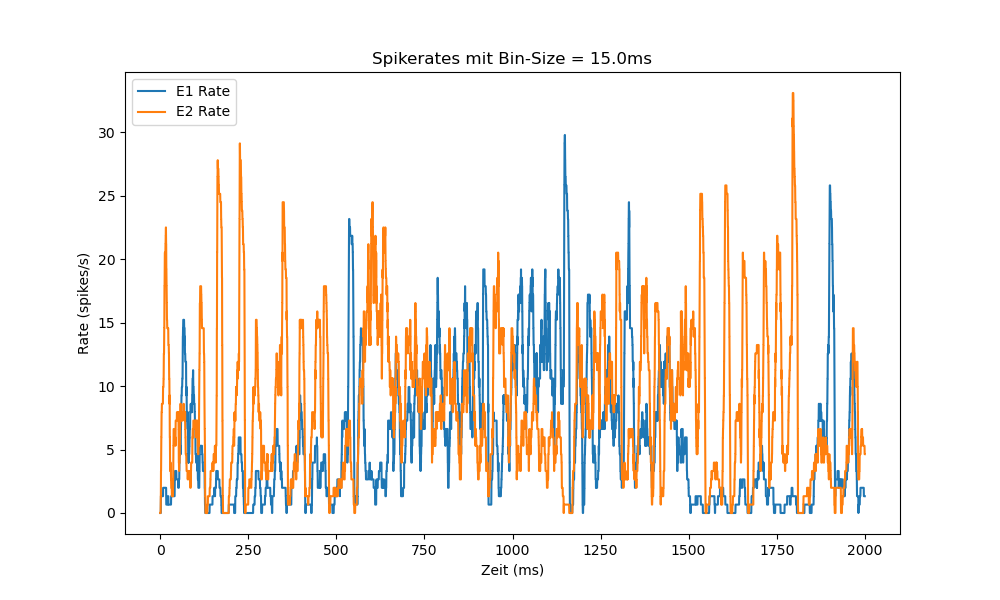 Spikerates mit Bin-Size = 15.0ms
E1 Rate
E2 Rate
Rate (spikes/s)
30
25
20
15
10
5
0
0 250 500 750 1000 1250 1500 1750 2000
Zeit (ms)